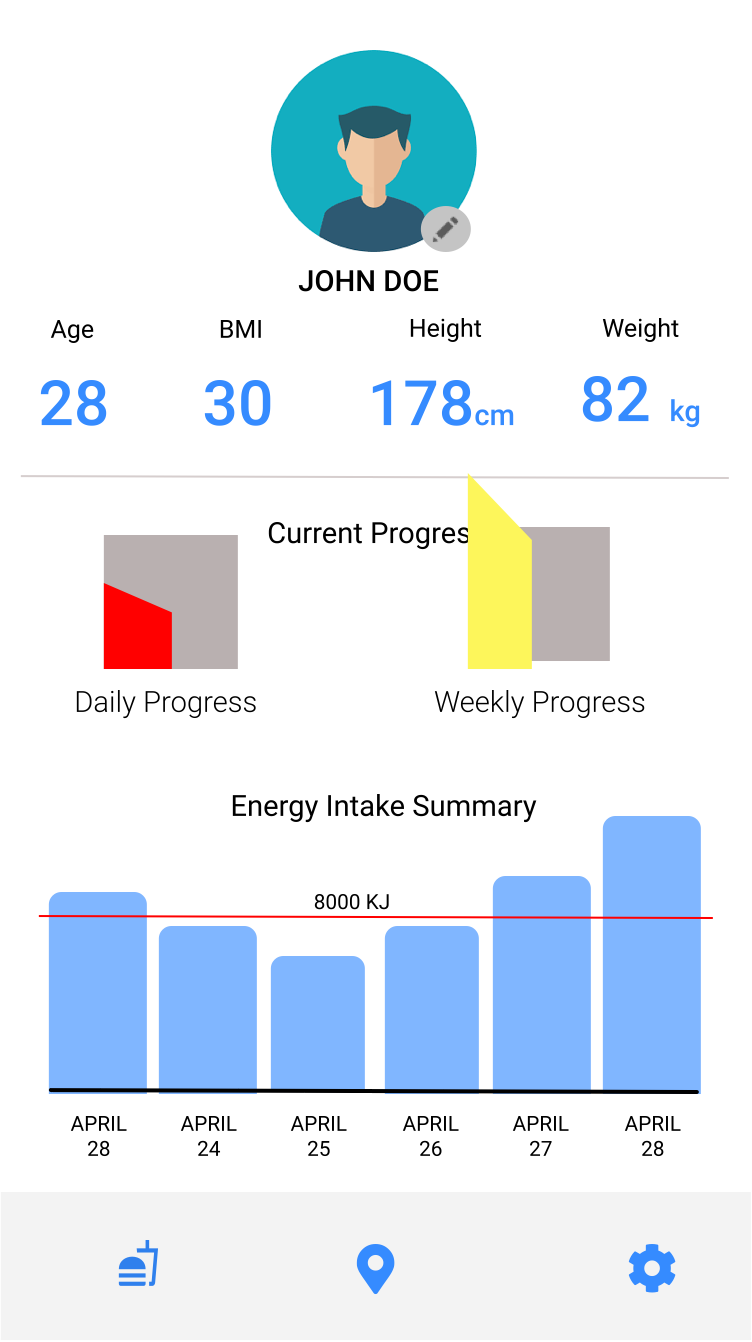 JOHN DOE
Age BMI Height Weight
28 30 178cm 82 kg
Current Progres
Daily Progress Weekly Progress
Energy Intake Summary
8000 KJ
APRIL APRIL APRIL APRIL APRIL APRIL
28 24 25 26 27 28